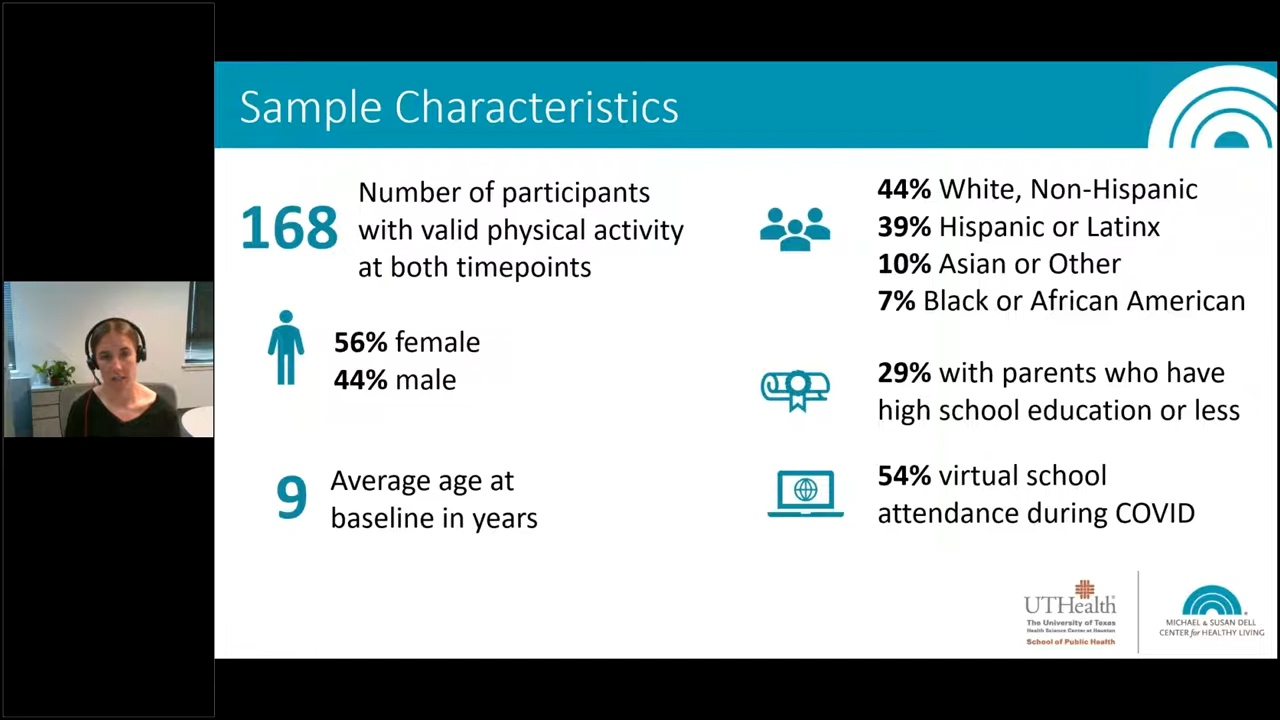 Sample Characteristics
168
Number of participants
with valid physical activity
at both timepoints
56% female
44% male
9
Average age at
baseline in years
44% White, Non-Hispanic
39% Hispanic or Latinx
10% Asian or Other
7% Black or African American
29% with parents who have
high school education or less
54% virtual school
attendance during COVID
UTHealth
The University of Texas
Health Science Center at Houston
School of Public Health
MICHAEL & SUSAN DELL
CENTER for HEALTHY LIVING